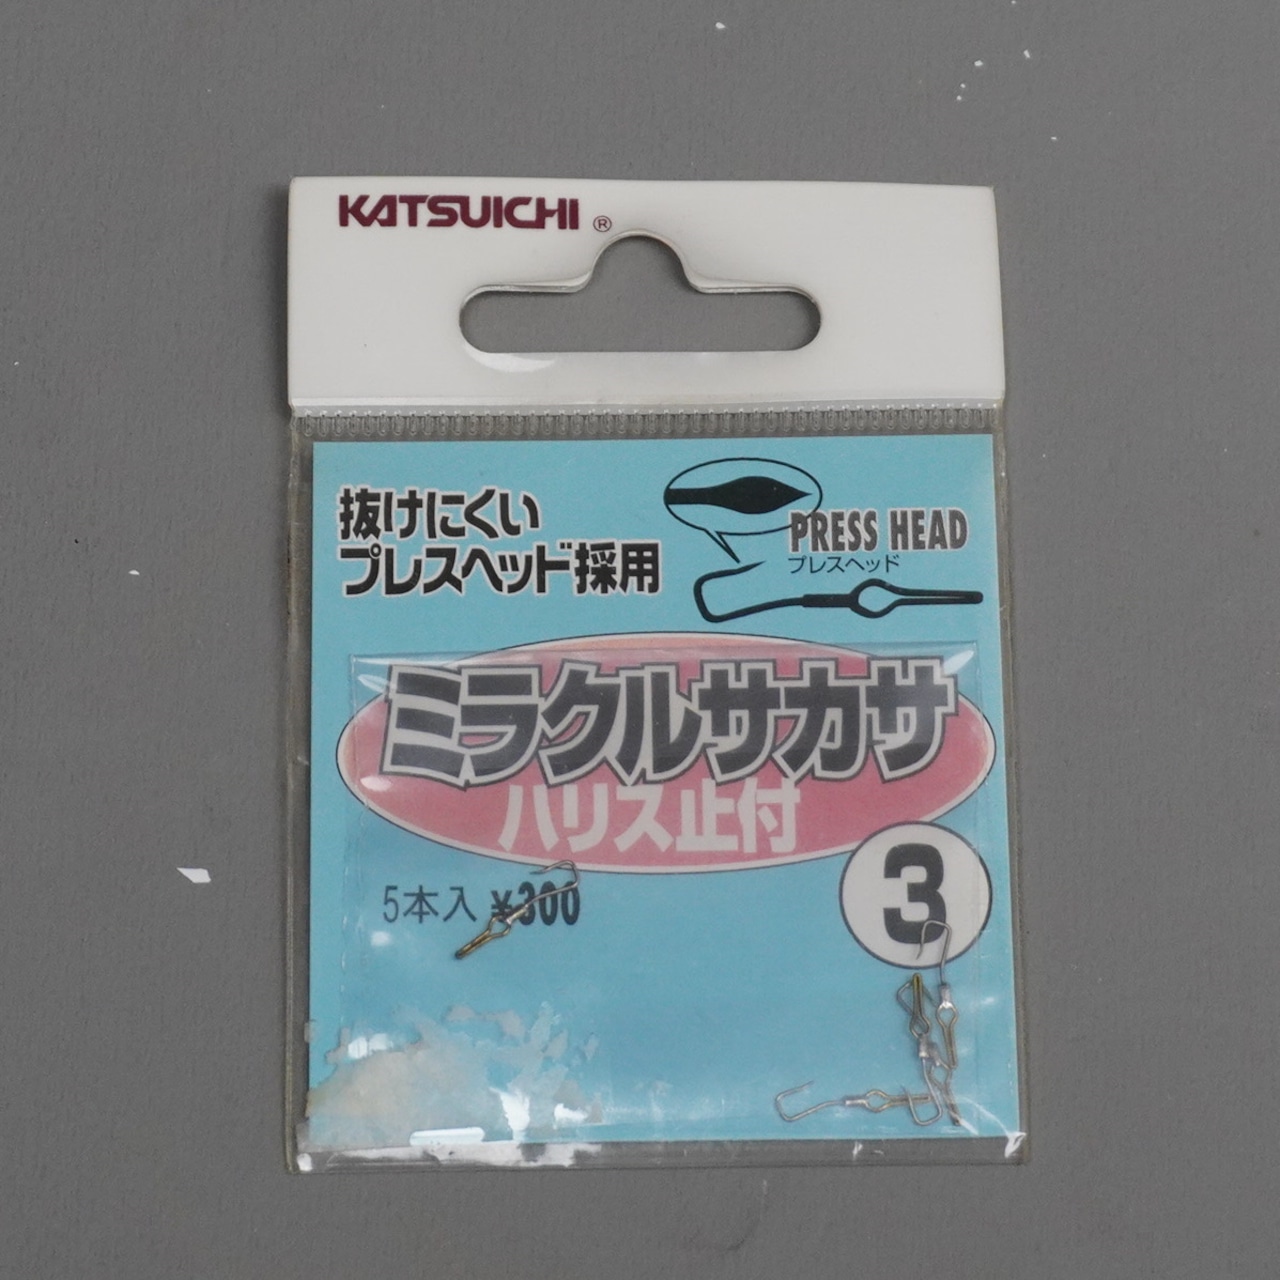 KATSUICHI ®
抜けにくい
プレスヘッド採用
PRESS HEAD
プレスヘッド
ミラクルサカサ
ハリス止付
5本入 ¥300
3